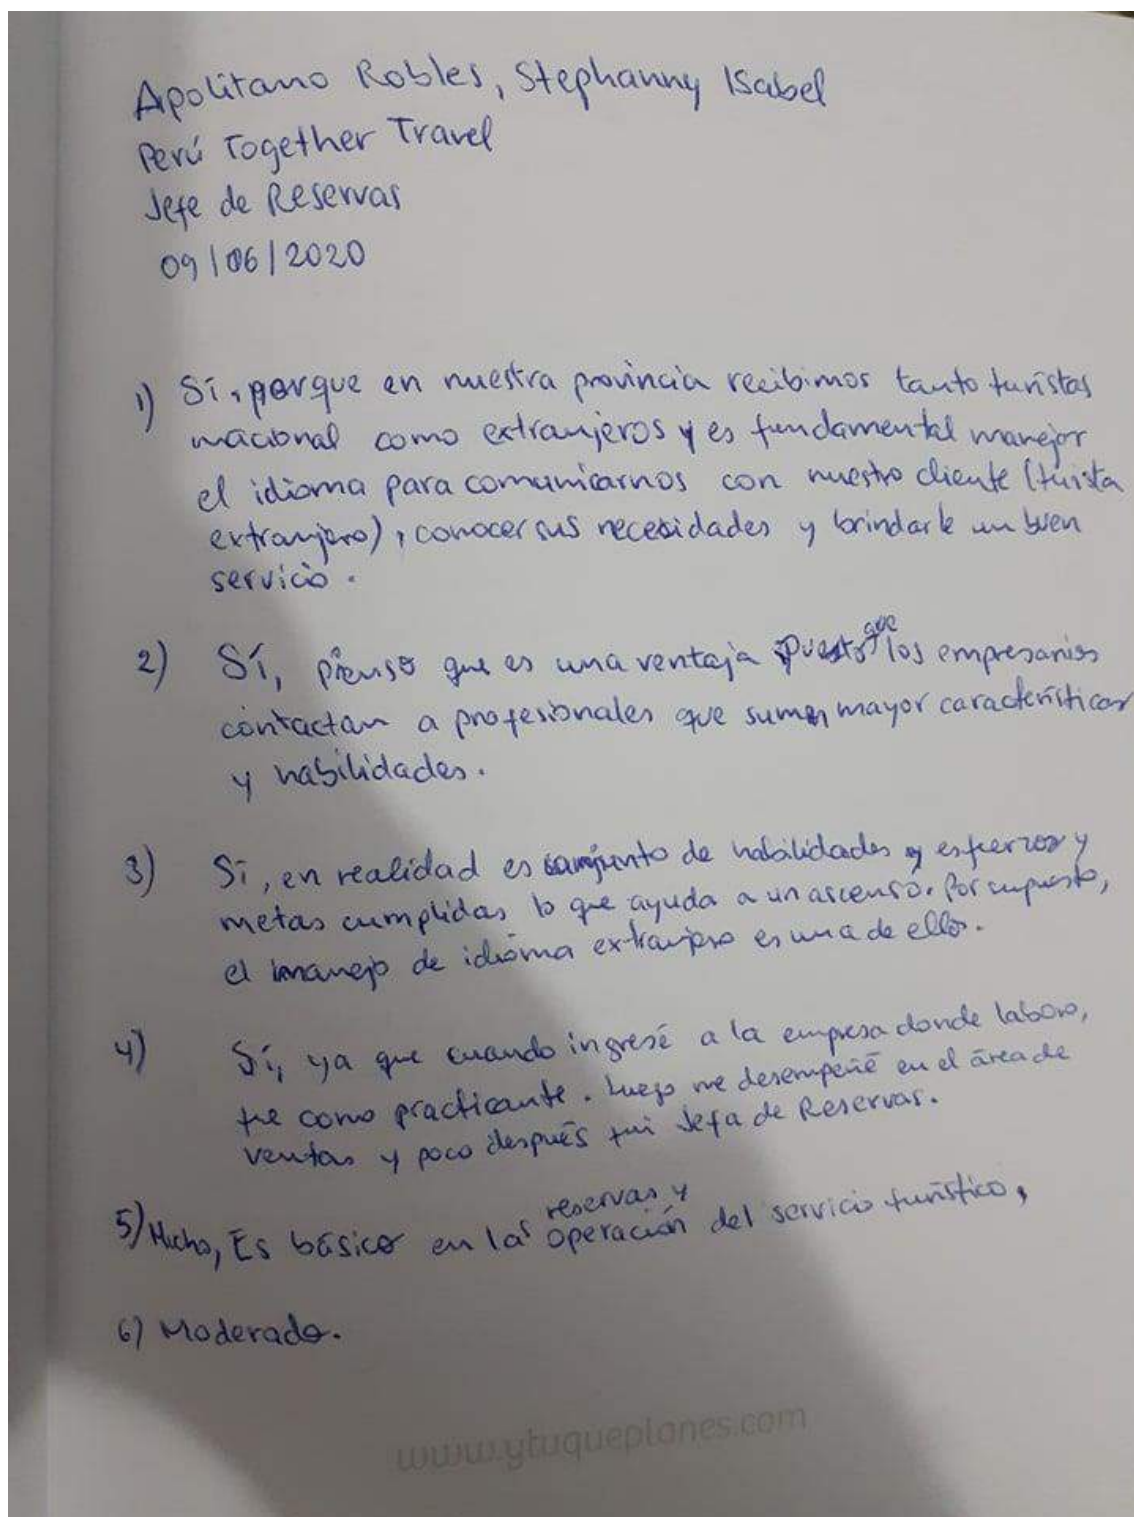 Apolitano Robles, Stephanny Isabel
Perú Together Travel
Jefe de Reservas
09/06/2020
1) Sí, porque en nuestra provincia recibimos tanto turistas
nacional como extranjeros y es fundamental manejar
el idioma para comunicarnos con nuestro cliente (turista
extranjero), conocer sus necesidades y brindarle un buen
servicio.
2) Sí, pienso que es una ventaja puesto que los empresarios
contactan a profesionales que sumen mayor características
y habilidades.
3) Sí, en realidad es conjunto de habilidades y esfuerzos y
metas cumplidas lo que ayuda a un ascenso. Por supuesto,
el manejo de idioma extranjero es una de ellos.
4) Sí, ya que cuando ingresé a la empresa donde laboro,
fue como practicante. Luego me desempeñé en el área de
ventas y poco después fui Jefa de Reservas.
5) Mucho, Es básico en las reservas y operación del servicio turístico,
6) Moderado.
www.ytuqueplanes.com